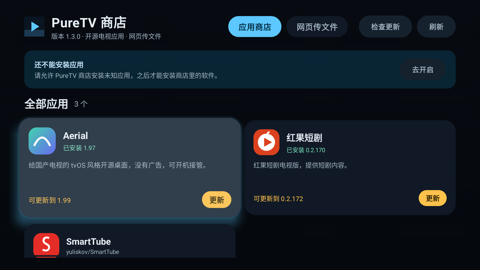 PureTV 商店
版本 1.3.0 · 开源电视应用 · 网页传文件
应用商店
网页传文件
检查更新
刷新
还不能安装应用
请允许 PureTV 商店安装未知应用，之后才能安装商店里的软件。
去开启
全部应用 3 个
Aerial
已安装 1.97
给国产电视的 tvOS 风格开源桌面，没有广告，可开机接管。
可更新到 1.99
更新
红果短剧
已安装 0.2.170
红果短剧电视版，提供短剧内容。
可更新到 0.2.172
更新
SmartTube
yuliskov/SmartTube